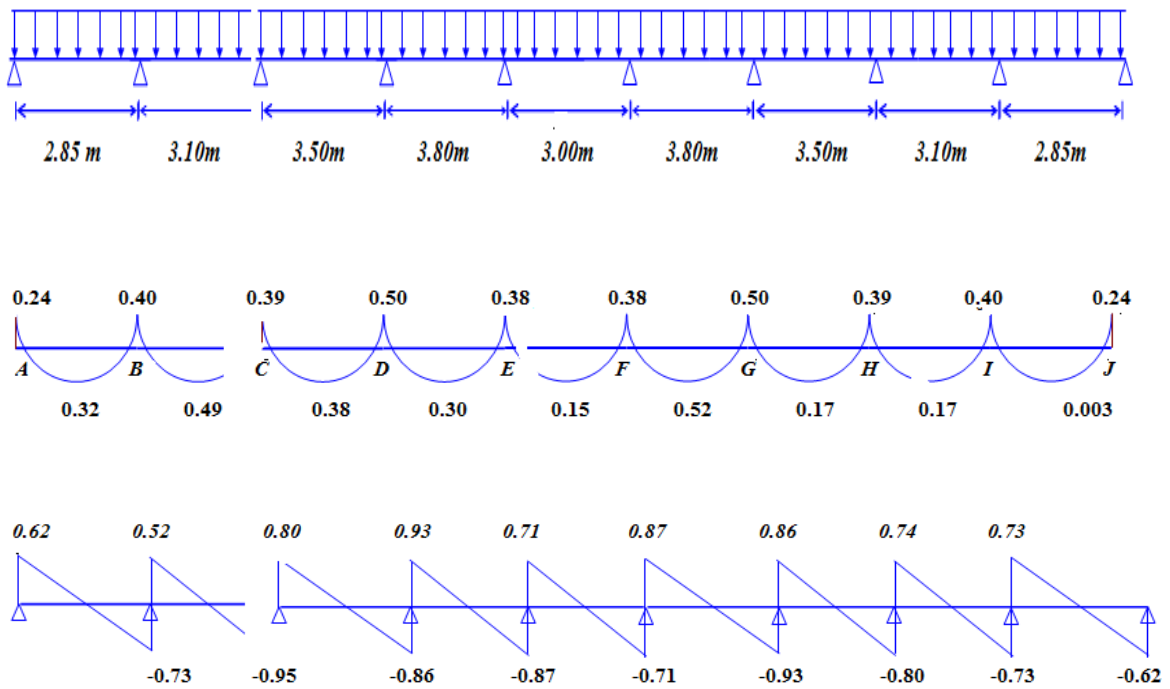 2.85 m 3.10m 3.50m 3.80m 3.00m 3.80m 3.50m 3.10m 2.85m
0.24 0.40 0.39 0.50 0.38 0.38 0.50 0.39 0.40 0.24
A B C D E F G H I J
0.32 0.49 0.38 0.30 0.15 0.52 0.17 0.17 0.003
0.62 0.52 0.80 0.93 0.71 0.87 0.86 0.74 0.73
-0.73 -0.95 -0.86 -0.87 -0.71 -0.93 -0.80 -0.73 -0.62